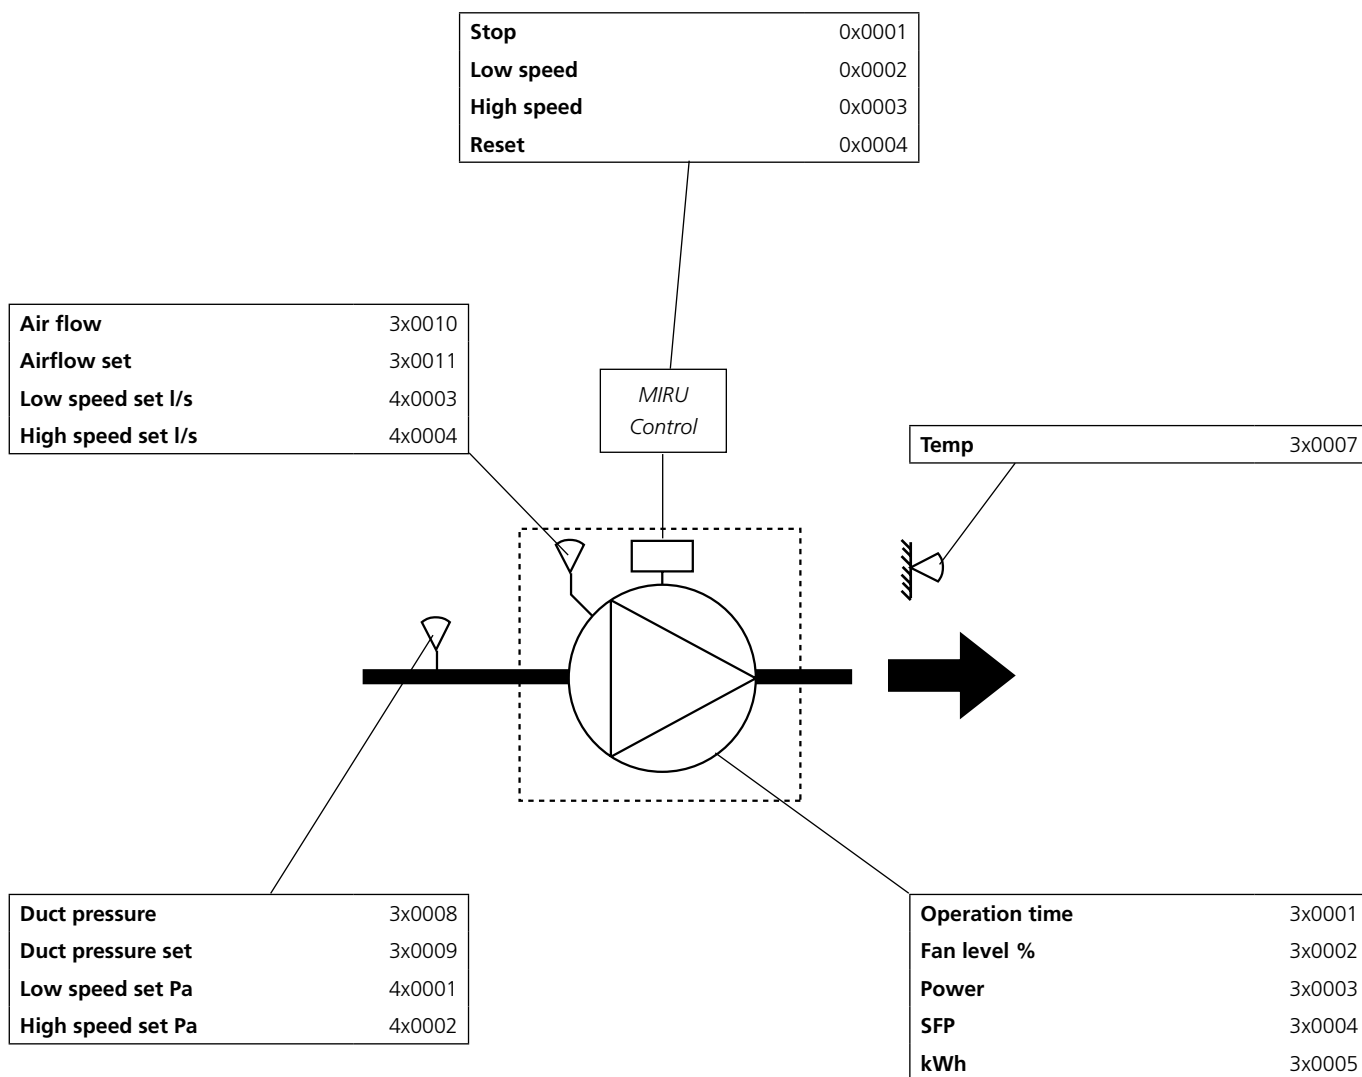 Stop 0x0001
Low speed 0x0002
High speed 0x0003
Reset 0x0004
Air flow 3x0010
Airflow set 3x0011
Low speed set l/s 4x0003
High speed set l/s 4x0004
MIRU
Control
Temp 3x0007
Duct pressure 3x0008
Duct pressure set 3x0009
Low speed set Pa 4x0001
High speed set Pa 4x0002
Operation time 3x0001
Fan level % 3x0002
Power 3x0003
SFP 3x0004
kWh 3x0005